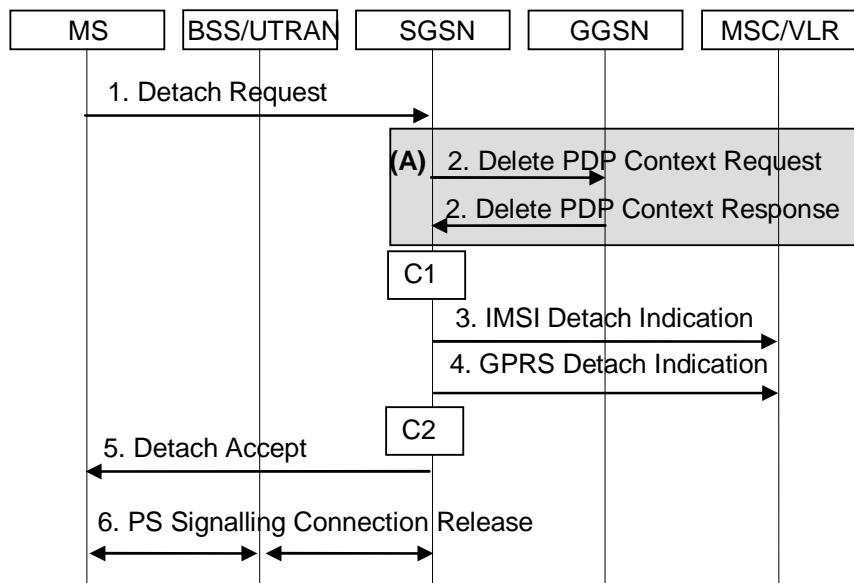 MS BSS/UTRAN SGSN GGSN MSC/VLR
1. Detach Request
(A) 2. Delete PDP Context Request
2. Delete PDP Context Response
C1
3. IMSI Detach Indication
4. GPRS Detach Indication
C2
5. Detach Accept
6. PS Signalling Connection Release